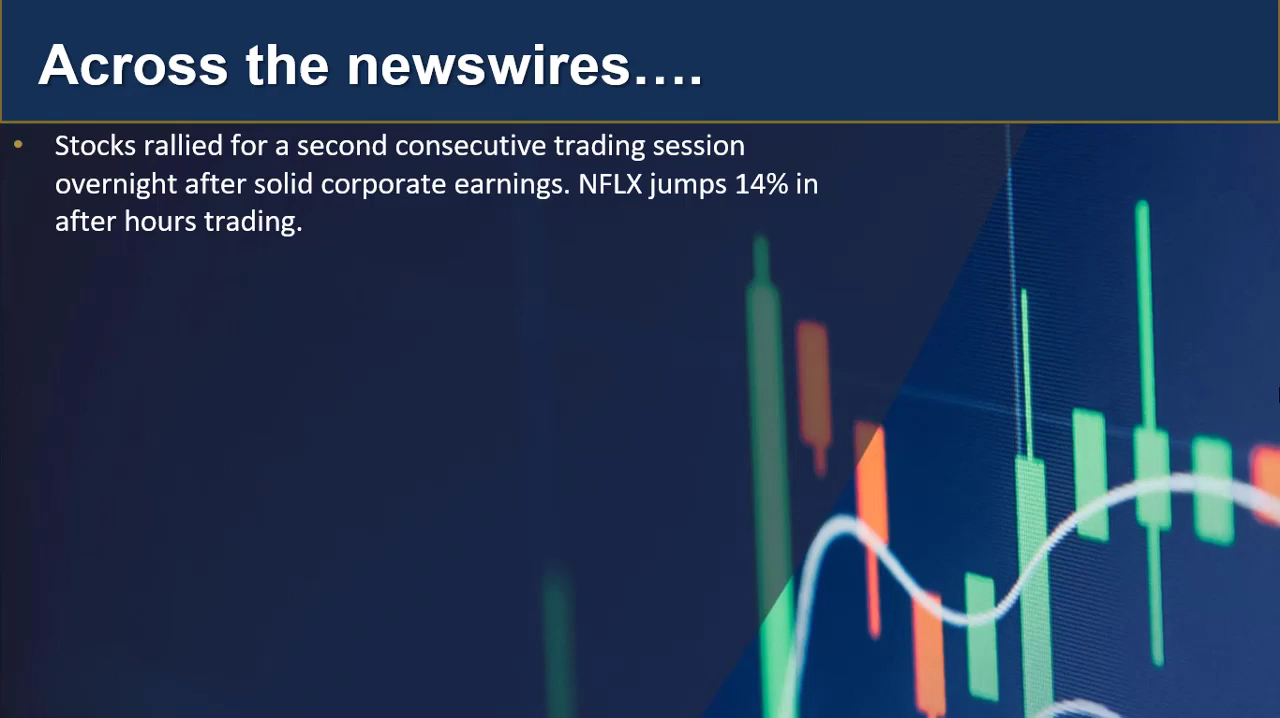 Across the newswires….
• Stocks rallied for a second consecutive trading session
overnight after solid corporate earnings. NFLX jumps 14% in
after hours trading.